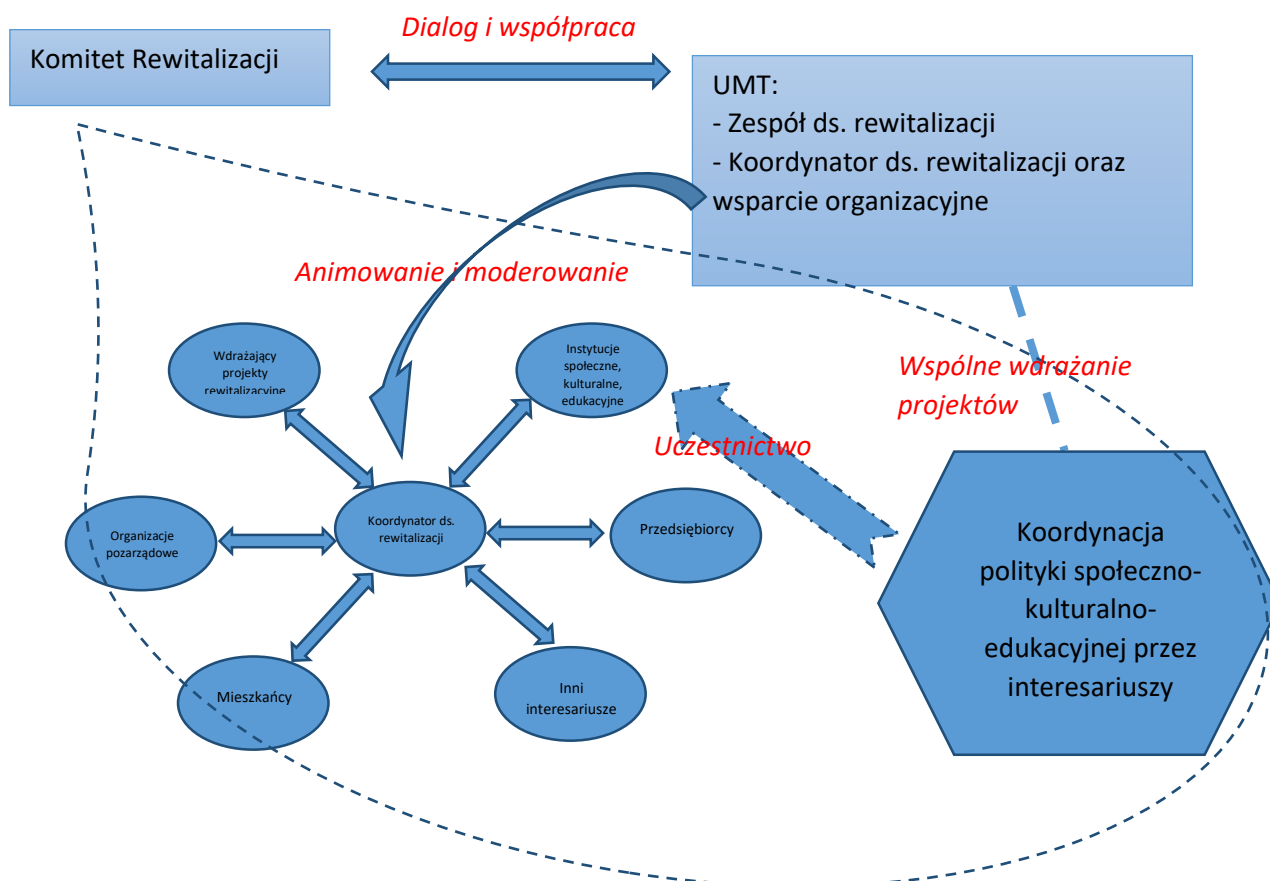 Dialog i współpraca
Komitet Rewitalizacji
UMT:
- Zespół ds. rewitalizacji
- Koordynator ds. rewitalizacji oraz
wsparcie organizacyjne
Animowanie i moderowanie
Wdrażający
projekty
rewitalizacyjne
Instytucje
społeczne,
kulturalne,
edukacyjne
Wspólne wdrażanie
projektów
Uczestnictwo
Organizacje
pozarządowe
Koordynator ds.
rewitalizacji
Przedsiębiorcy
Koordynacja
polityki społeczno-
kulturalno-
edukacyjnej przez
interesariuszy
Mieszkańcy
Inni
interesariusze